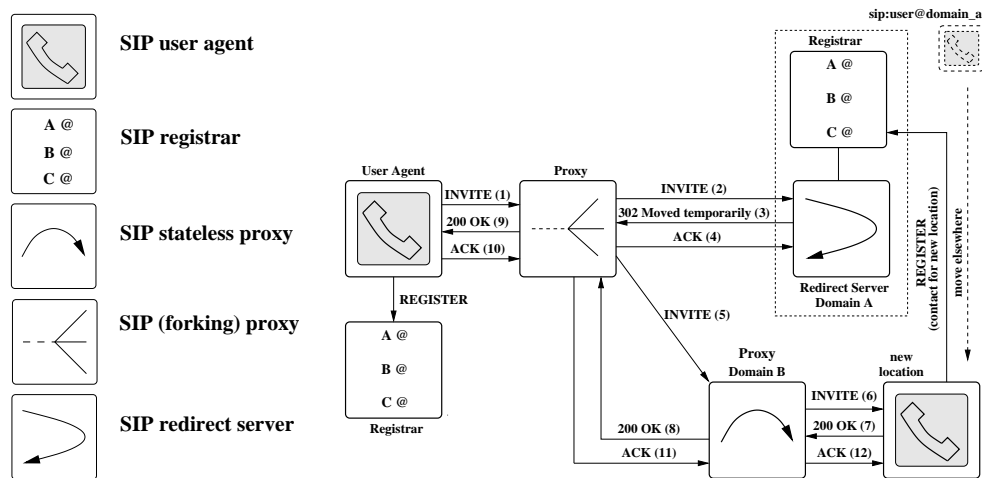 SIP user agent
A @
B @
C @
SIP registrar
SIP stateless proxy
SIP (forking) proxy
SIP redirect server
User Agent
INVITE (1)
200 OK (9)
ACK (10)
REGISTER
A @
B @
C @
Registrar
Proxy
INVITE (2)
302 Moved temporarily (3)
ACK (4)
INVITE (5)
Registrar
A @
B @
C @
Redirect Server
Domain A
sip:user@domain_a
REGISTER
(contact for new location)
move elsewhere
Proxy
Domain B
200 OK (8)
ACK (11)
INVITE (6)
200 OK (7)
ACK (12)
new
location